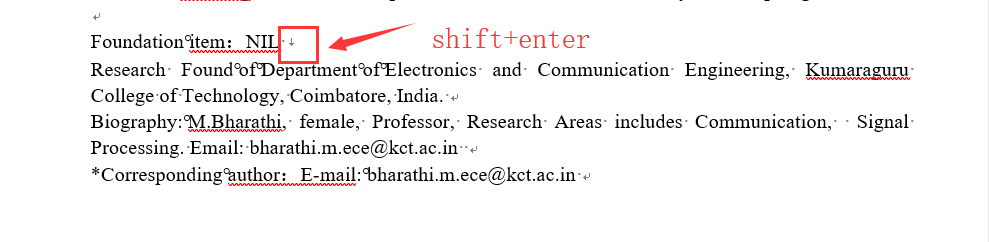 Foundation item： NIL
shift+enter
Research Found of Department of Electronics and Communication Engineering, Kumaraguru
College of Technology, Coimbatore, India.
Biography: M.Bharathi, female, Professor, Research Areas includes Communication, Signal
Processing. Email: bharathi.m.ece@kct.ac.in
*Corresponding author： E-mail: bharathi.m.ece@kct.ac.in